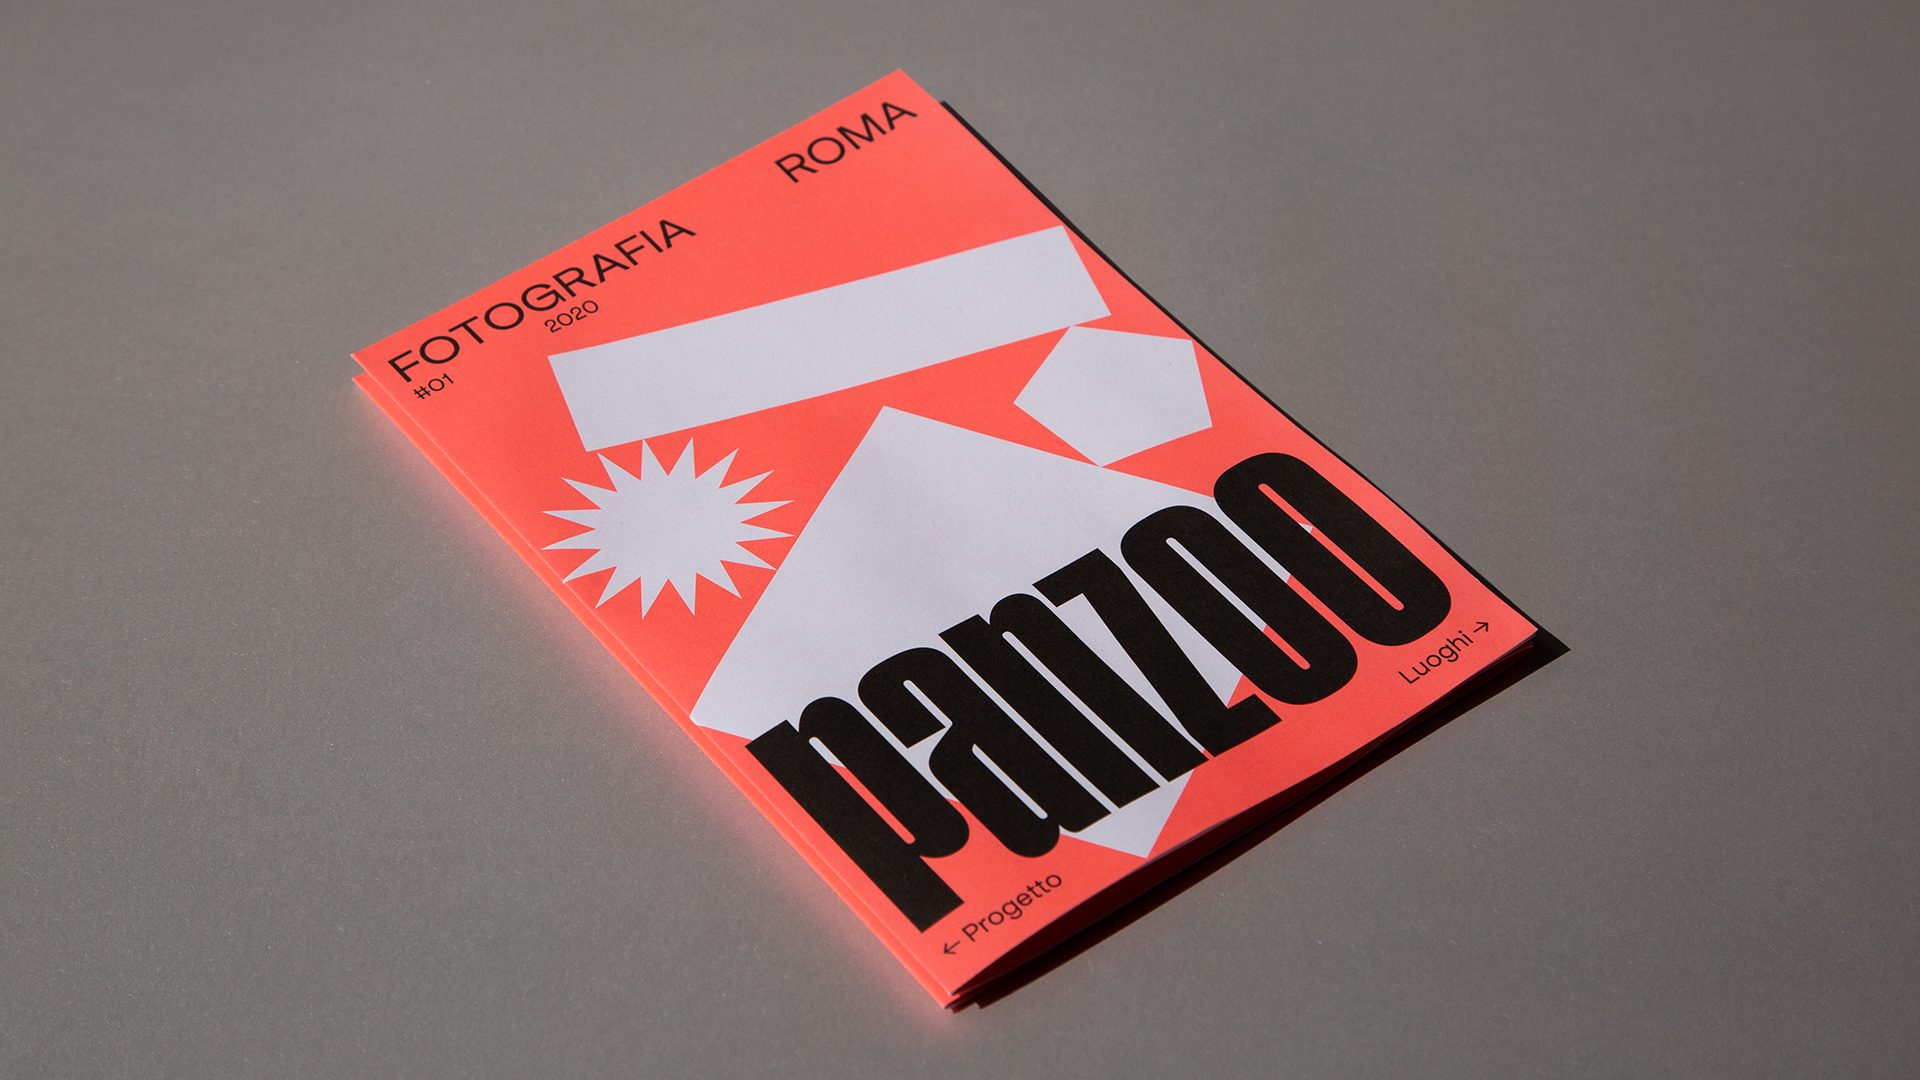 FOTOGRAFIA ROMA
#01 2020
panzoo
← Progetto Luoghi →